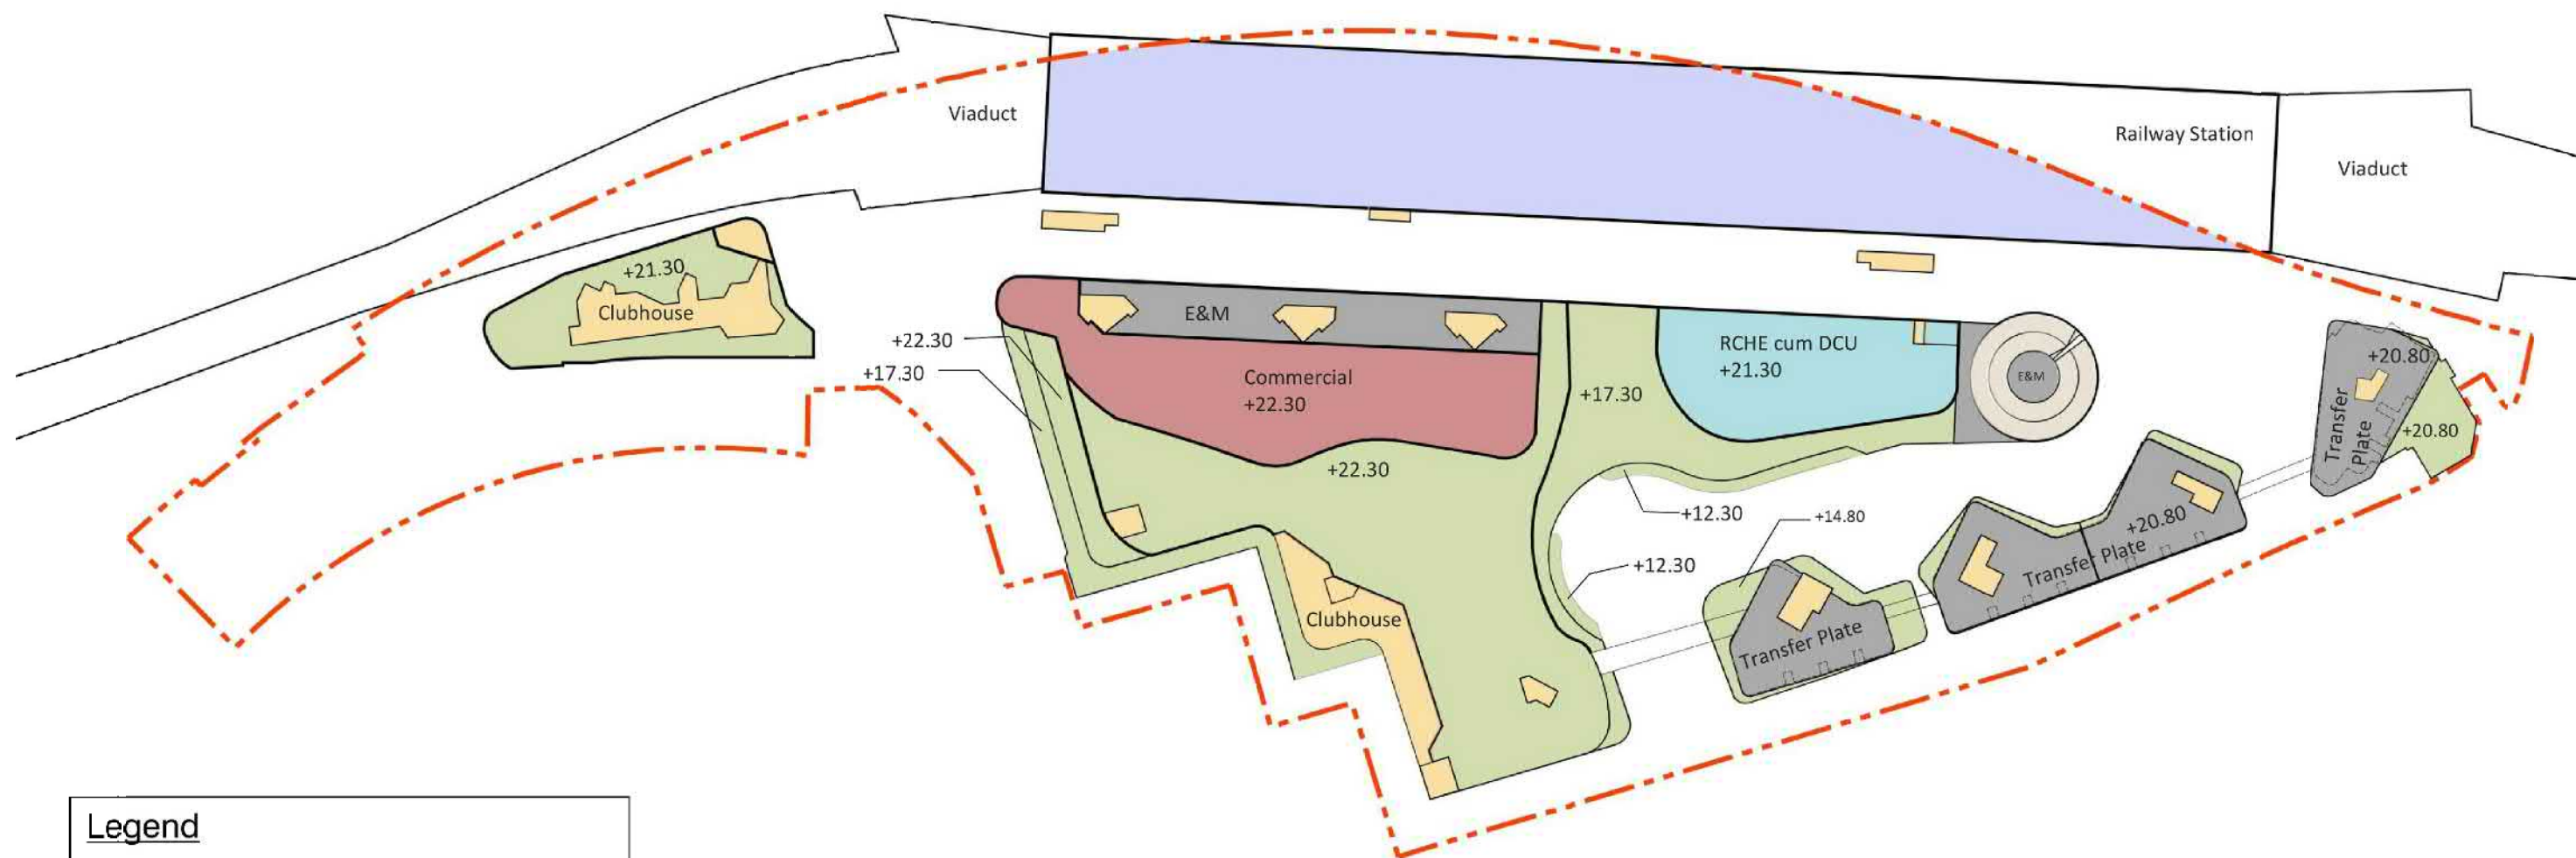 Viaduct
Railway Station
Viaduct
+21.30
Clubhouse
+22.30
+17.30
E&M
Commercial
+22.30
+22.30
+17.30
RCHE cum DCU
+21.30
E&M
+20.80
Transfer
Plate
+20.80
+12.30
+14.80
+12.30
+20.80
Transfer Plate
Transfer Plate
Clubhouse
Legend